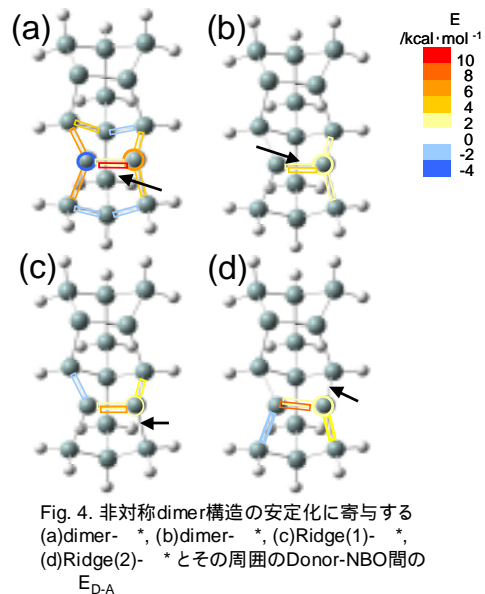 (a)
(b)
E
/kcal·mol -1
10
8
6
4
2
0
-2
-4
(c)
(d)
Fig. 4. 非対称dimer構造の安定化に寄与する
(a)dimer- *, (b)dimer- *, (c)Ridge(1)- *,
(d)Ridge(2)- * とその周囲のDonor-NBO間の
E D-A